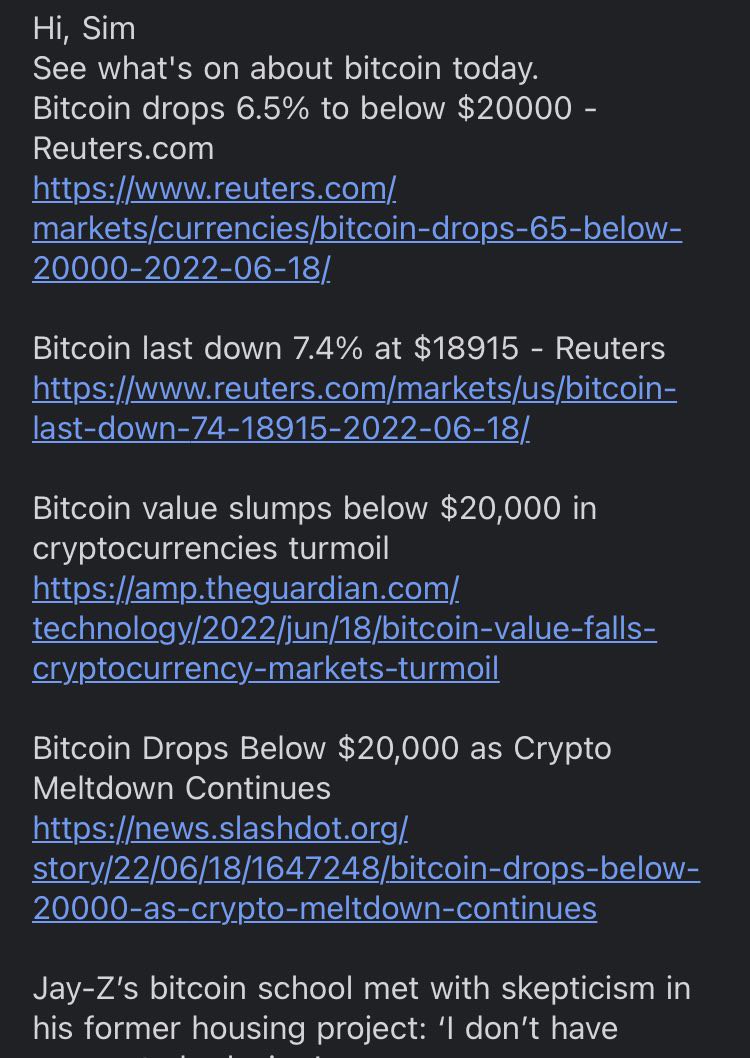 Hi, Sim
See what's on about bitcoin today.
Bitcoin drops 6.5% to below $20000 -
Reuters.com
https://www.reuters.com/
markets/currencies/bitcoin-drops-65-below-
20000-2022-06-18/
Bitcoin last down 7.4% at $18915 - Reuters
https://www.reuters.com/markets/us/bitcoin-
last-down-74-18915-2022-06-18/
Bitcoin value slumps below $20,000 in
cryptocurrencies turmoil
https://amp.theguardian.com/
technology/2022/jun/18/bitcoin-value-falls-
cryptocurrency-markets-turmoil
Bitcoin Drops Below $20,000 as Crypto
Meltdown Continues
https://news.slashdot.org/
story/22/06/18/1647248/bitcoin-drops-below-
20000-as-crypto-meltdown-continues
Jay-Z’s bitcoin school met with skepticism in
his former housing project: ‘I don’t have